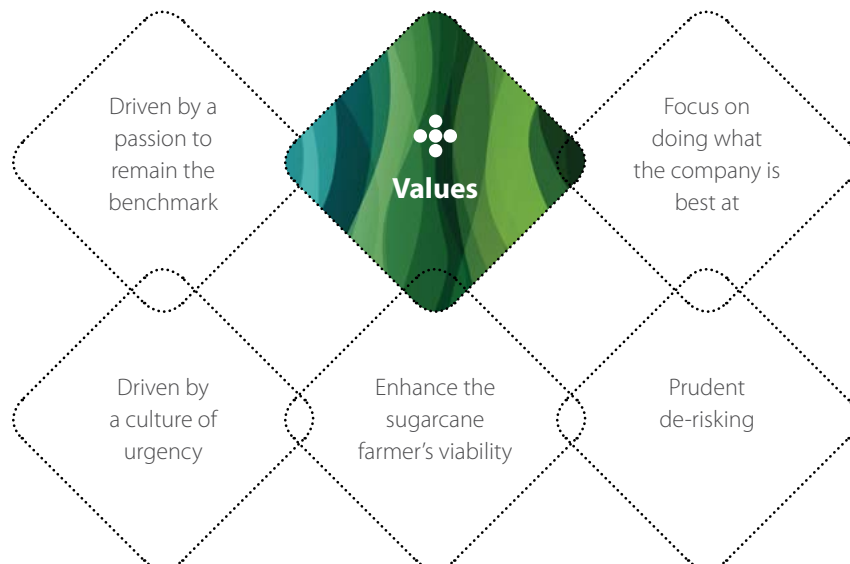 Driven by a
passion to
remain the
benchmark
Values
Focus on
doing what
the company is
best at
Driven by
a culture of
urgency
Enhance the
sugarcane
farmer’s viability
Prudent
de-risking